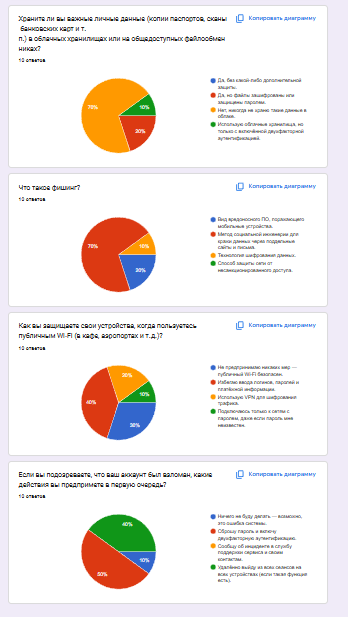 Храните ли вы важные личные данные (копии паспортов, сканы
банковских карт и т.
п.) в облачных хранилищах или на общедоступных файлообмен
никах?
Копировать диаграмму
10 ответов
70%
10%
20%
Да, без какой-либо дополнительной
защиты.
Да, но файлы зашифрованы или
защищены паролем.
Нет, никогда не храню такие данные в
облаке.
Использую облачные хранилища, но
только с включённой двухфакторной
аутентификацией.
Что такое фишинг?
Копировать диаграмму
10 ответов
70%
10%
20%
Вид вредоносного ПО, поражающего
мобильные устройства.
Метод социальной инженерии для
кражи данных через поддельные
сайты и письма.
Технология шифрования данных.
Способ защиты сети от
несанкционированного доступа.
Как вы защищаете свои устройства, когда пользуетесь
публичным Wi-Fi (в кафе, аэропортах и т.д.)?
Копировать диаграмму
10 ответов
20%
10%
40%
30%
Не предпринимаю никаких мер —
публичный Wi-Fi безопасен.
Избегаю ввода логинов, паролей и
платёжной информации.
Использую VPN для шифрования
трафика.
Подключаюсь только к сетям с
паролем, даже если пароль мне
неизвестен.
Если вы подозреваете, что ваш аккаунт был взломан, какие
действия вы предпримете в первую очередь?
Копировать диаграмму
10 ответов
40%
10%
50%
Ничего не буду делать — возможно,
это ошибка системы.
Сброшу пароль и включу
двухфакторную аутентификацию.
Сообщу об инциденте в службу
поддержки сервиса и своим
контактам.
Удалённо выйду из всех сеансов на
всех устройствах (если такая функция
есть).